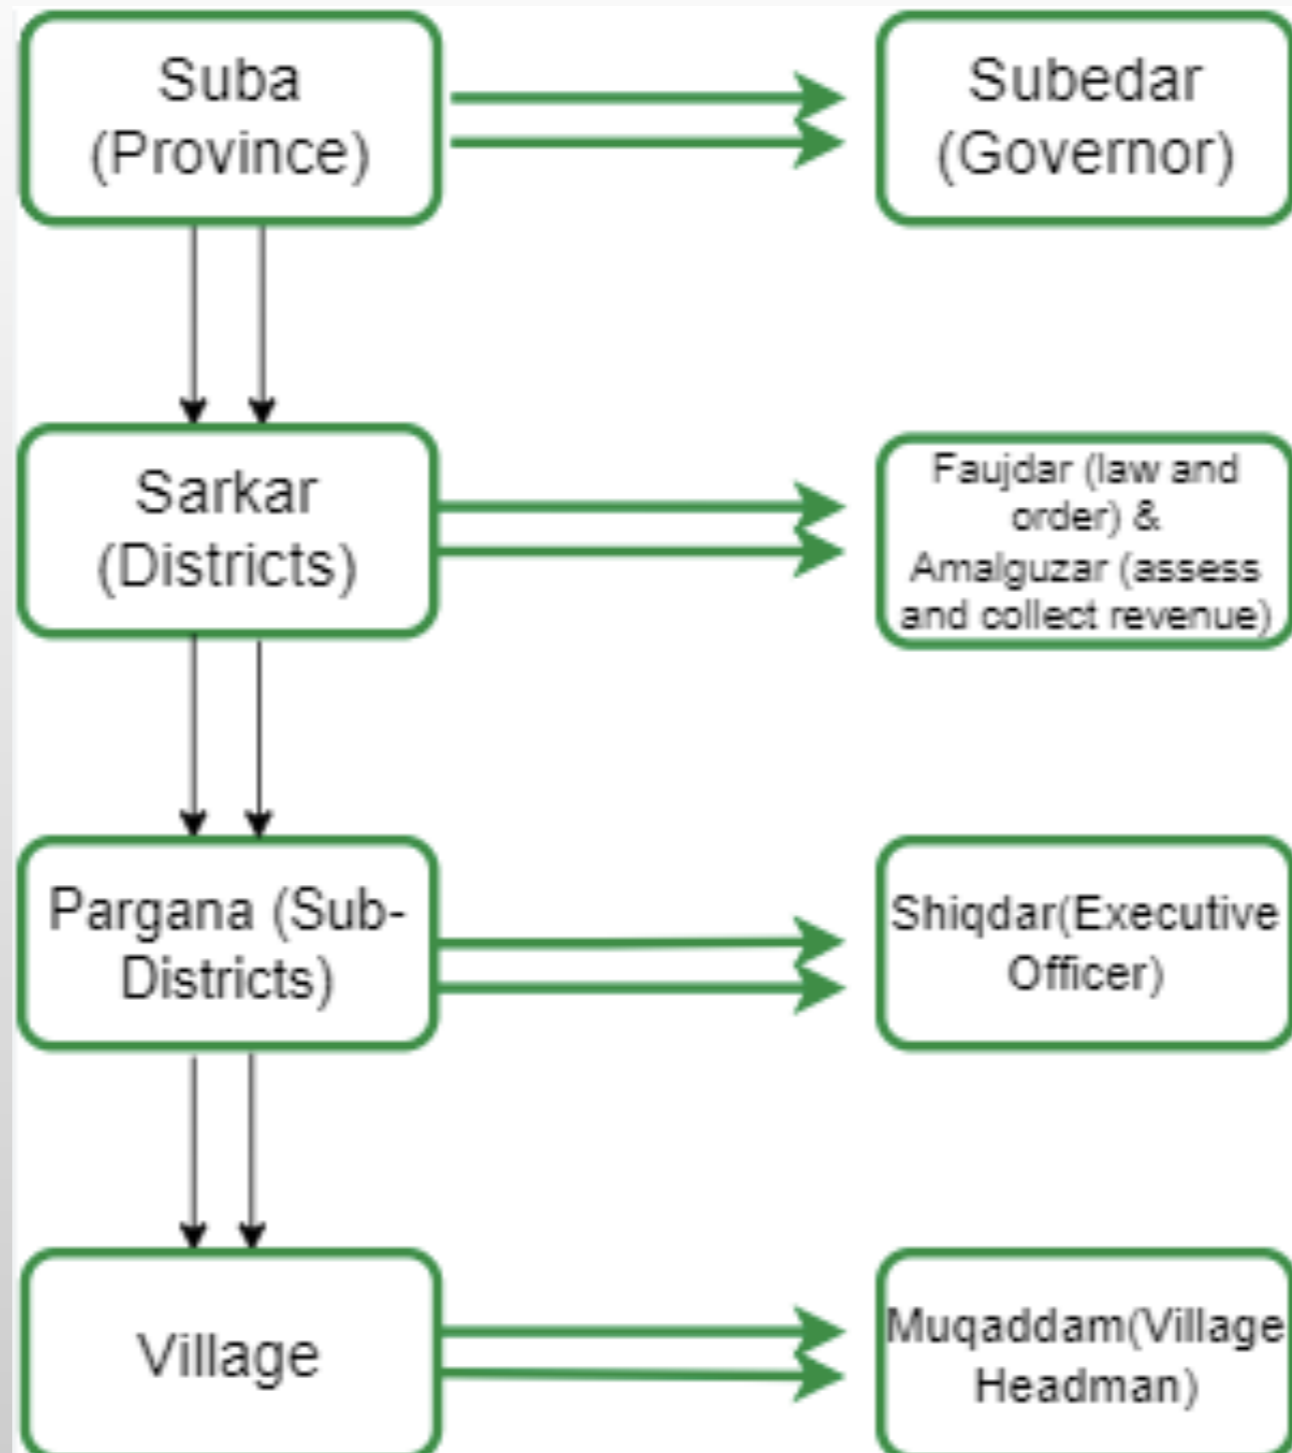 Suba
(Province)
Subedar
(Governor)
Sarkar
(Districts)
Faujdar (law and
order) &
Amalguzar (assess
and collect revenue)
Pargana (Sub-
Districts)
Shiqdar(Executive
Officer)
Village
Muqaddam(Village
Headman)